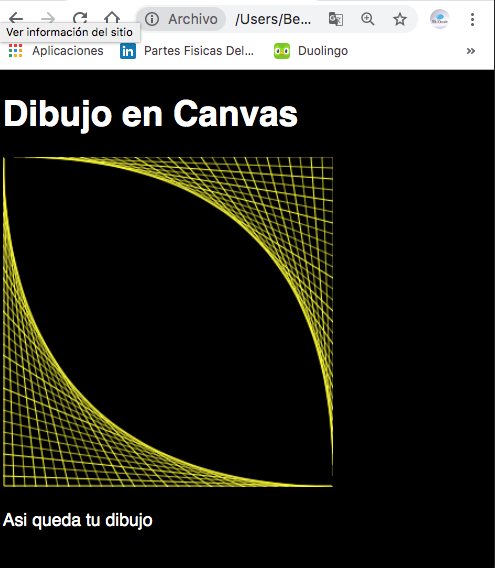 Archivo /Users/Be...
Ver información del sitio
Aplicaciones in Partes Fisicas Del... Duolingo »
Dibujo en Canvas
Asi queda tu dibujo